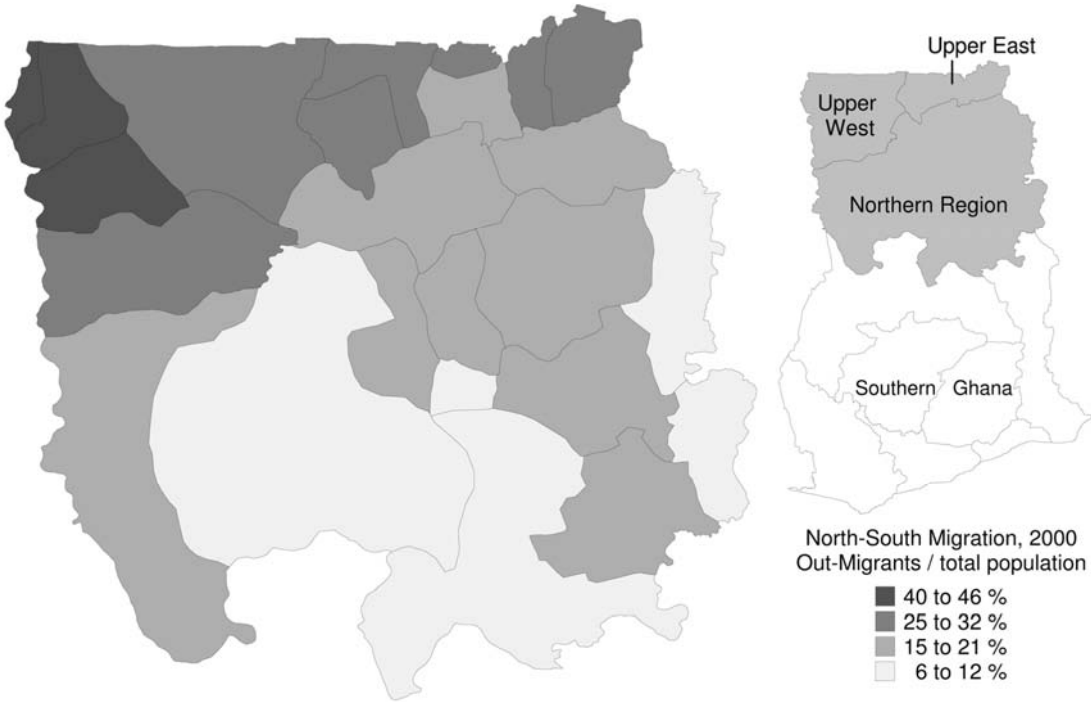 Upper East
Upper
West
Northern Region
Southern Ghana
North-South Migration, 2000
Out-Migrants / total population
40 to 46 %
25 to 32 %
15 to 21 %
6 to 12 %